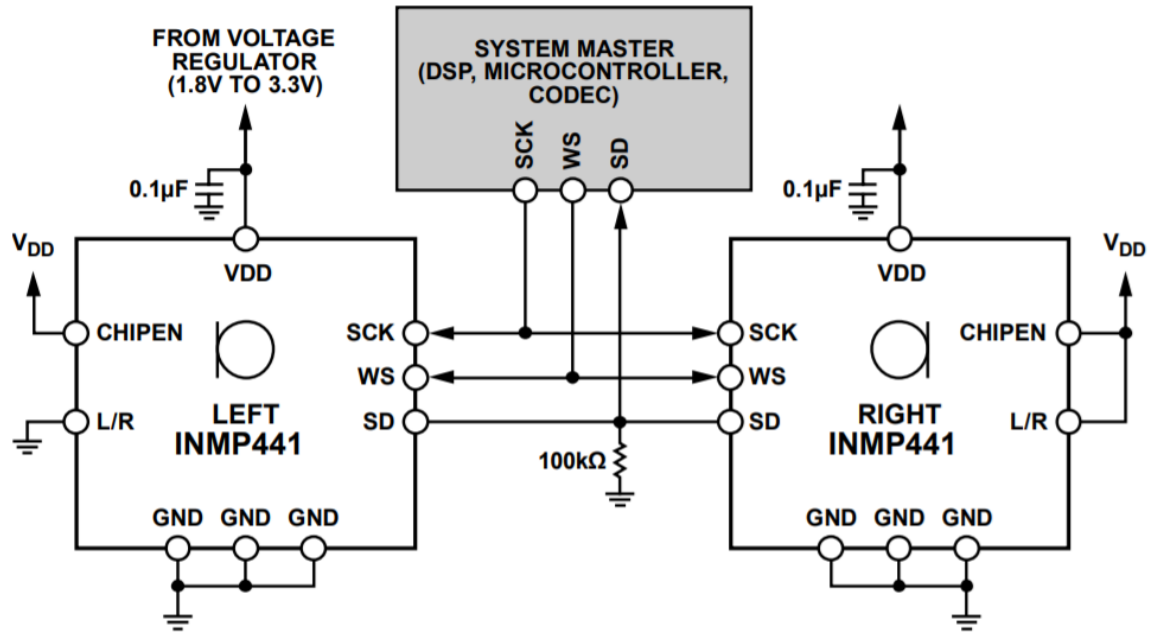 FROM VOLTAGE
REGULATOR
(1.8V TO 3.3V)
SYSTEM MASTER
(DSP, MICROCONTROLLER,
CODEC)
SCK
WS
SD
0.1µF
0.1µF
VDD
VDD
VDD
VDD
CHIPEN
SCK
SCK
CHIPEN
WS
WS
L/R
LEFT
INMP441
SD
SD
RIGHT
INMP441
L/R
100kΩ
GND GND GND
GND GND GND